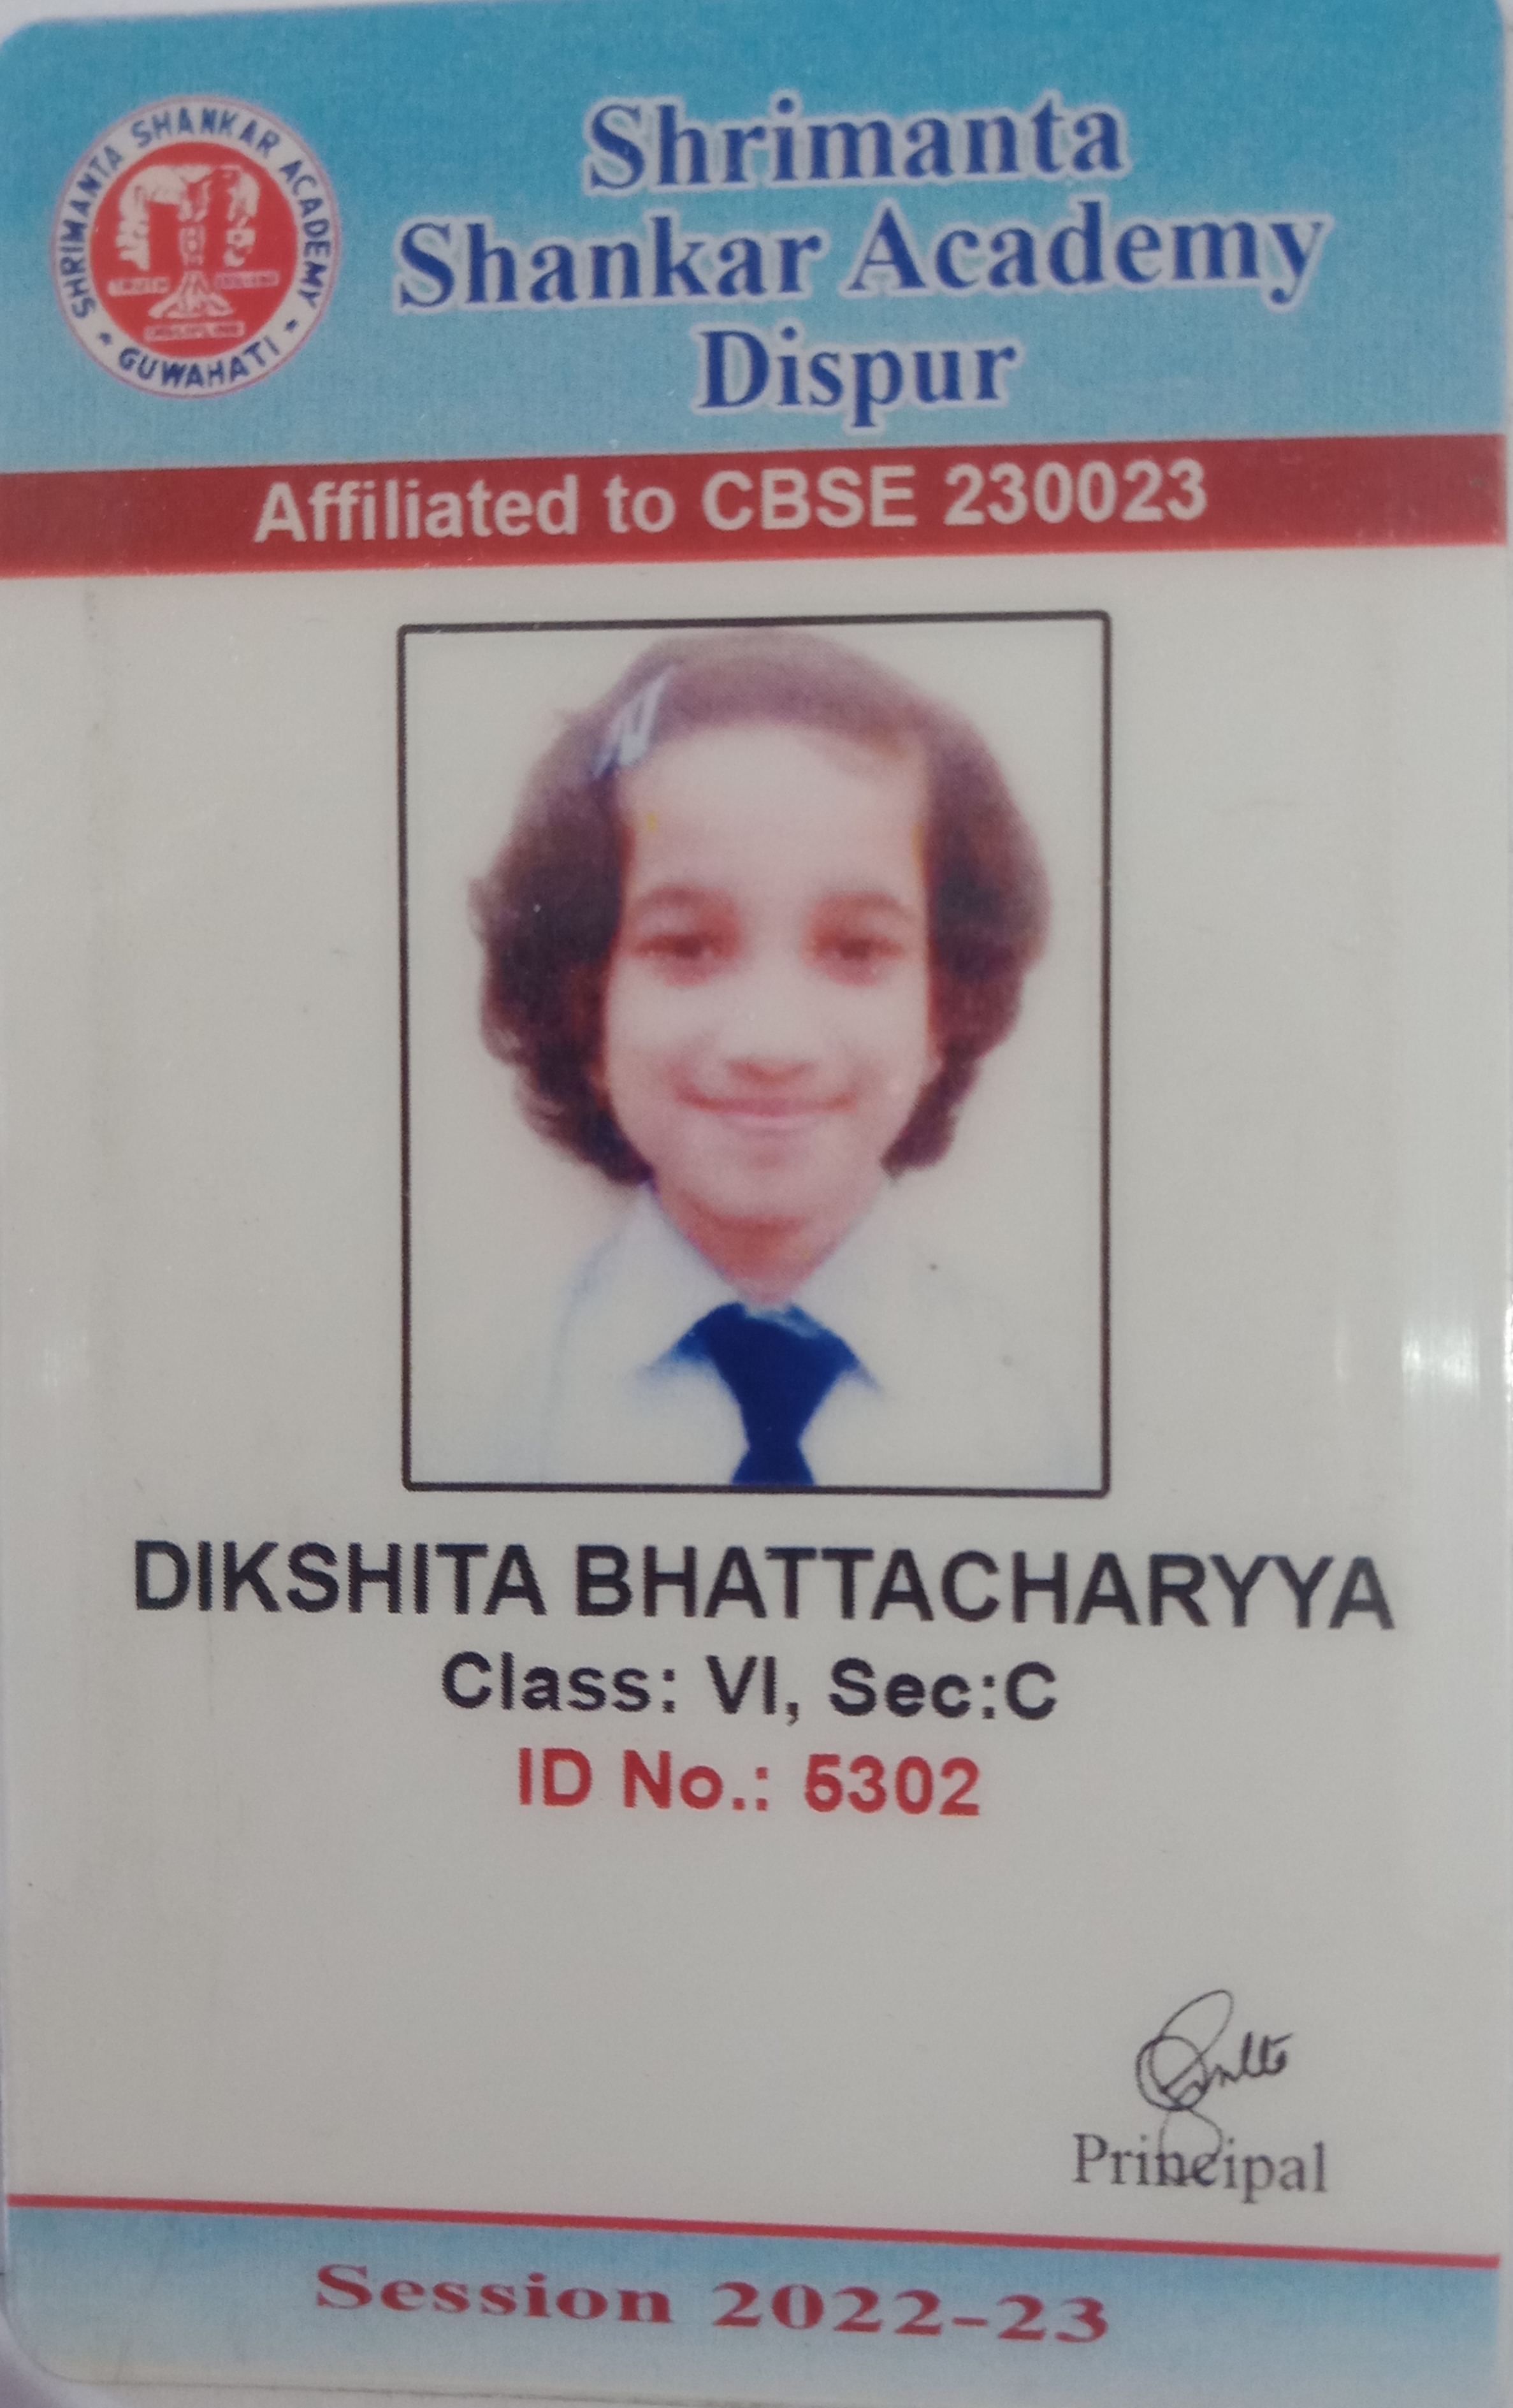 SHRIMANTA SHANKAR ACADEMY
GUWAHATI
Shrimanta
Shankar Academy
Dispur
Affiliated to CBSE 230023
DIKSHITA BHATTACHARYYA
Class: VI, Sec:C
ID No.: 5302
Principal
Session 2022-23